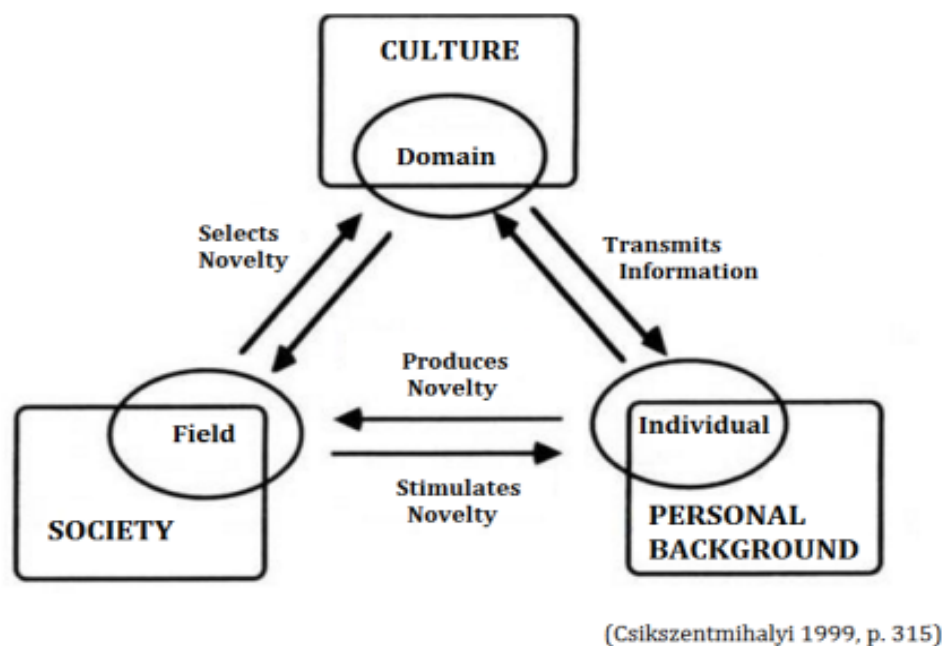 CULTURE
Domain
Selects
Novelty
Transmits
Information
Produces
Novelty
Field
Individual
Stimulates
Novelty
SOCIETY
PERSONAL
BACKGROUND
(Csikszentmihalyi 1999, p. 315)